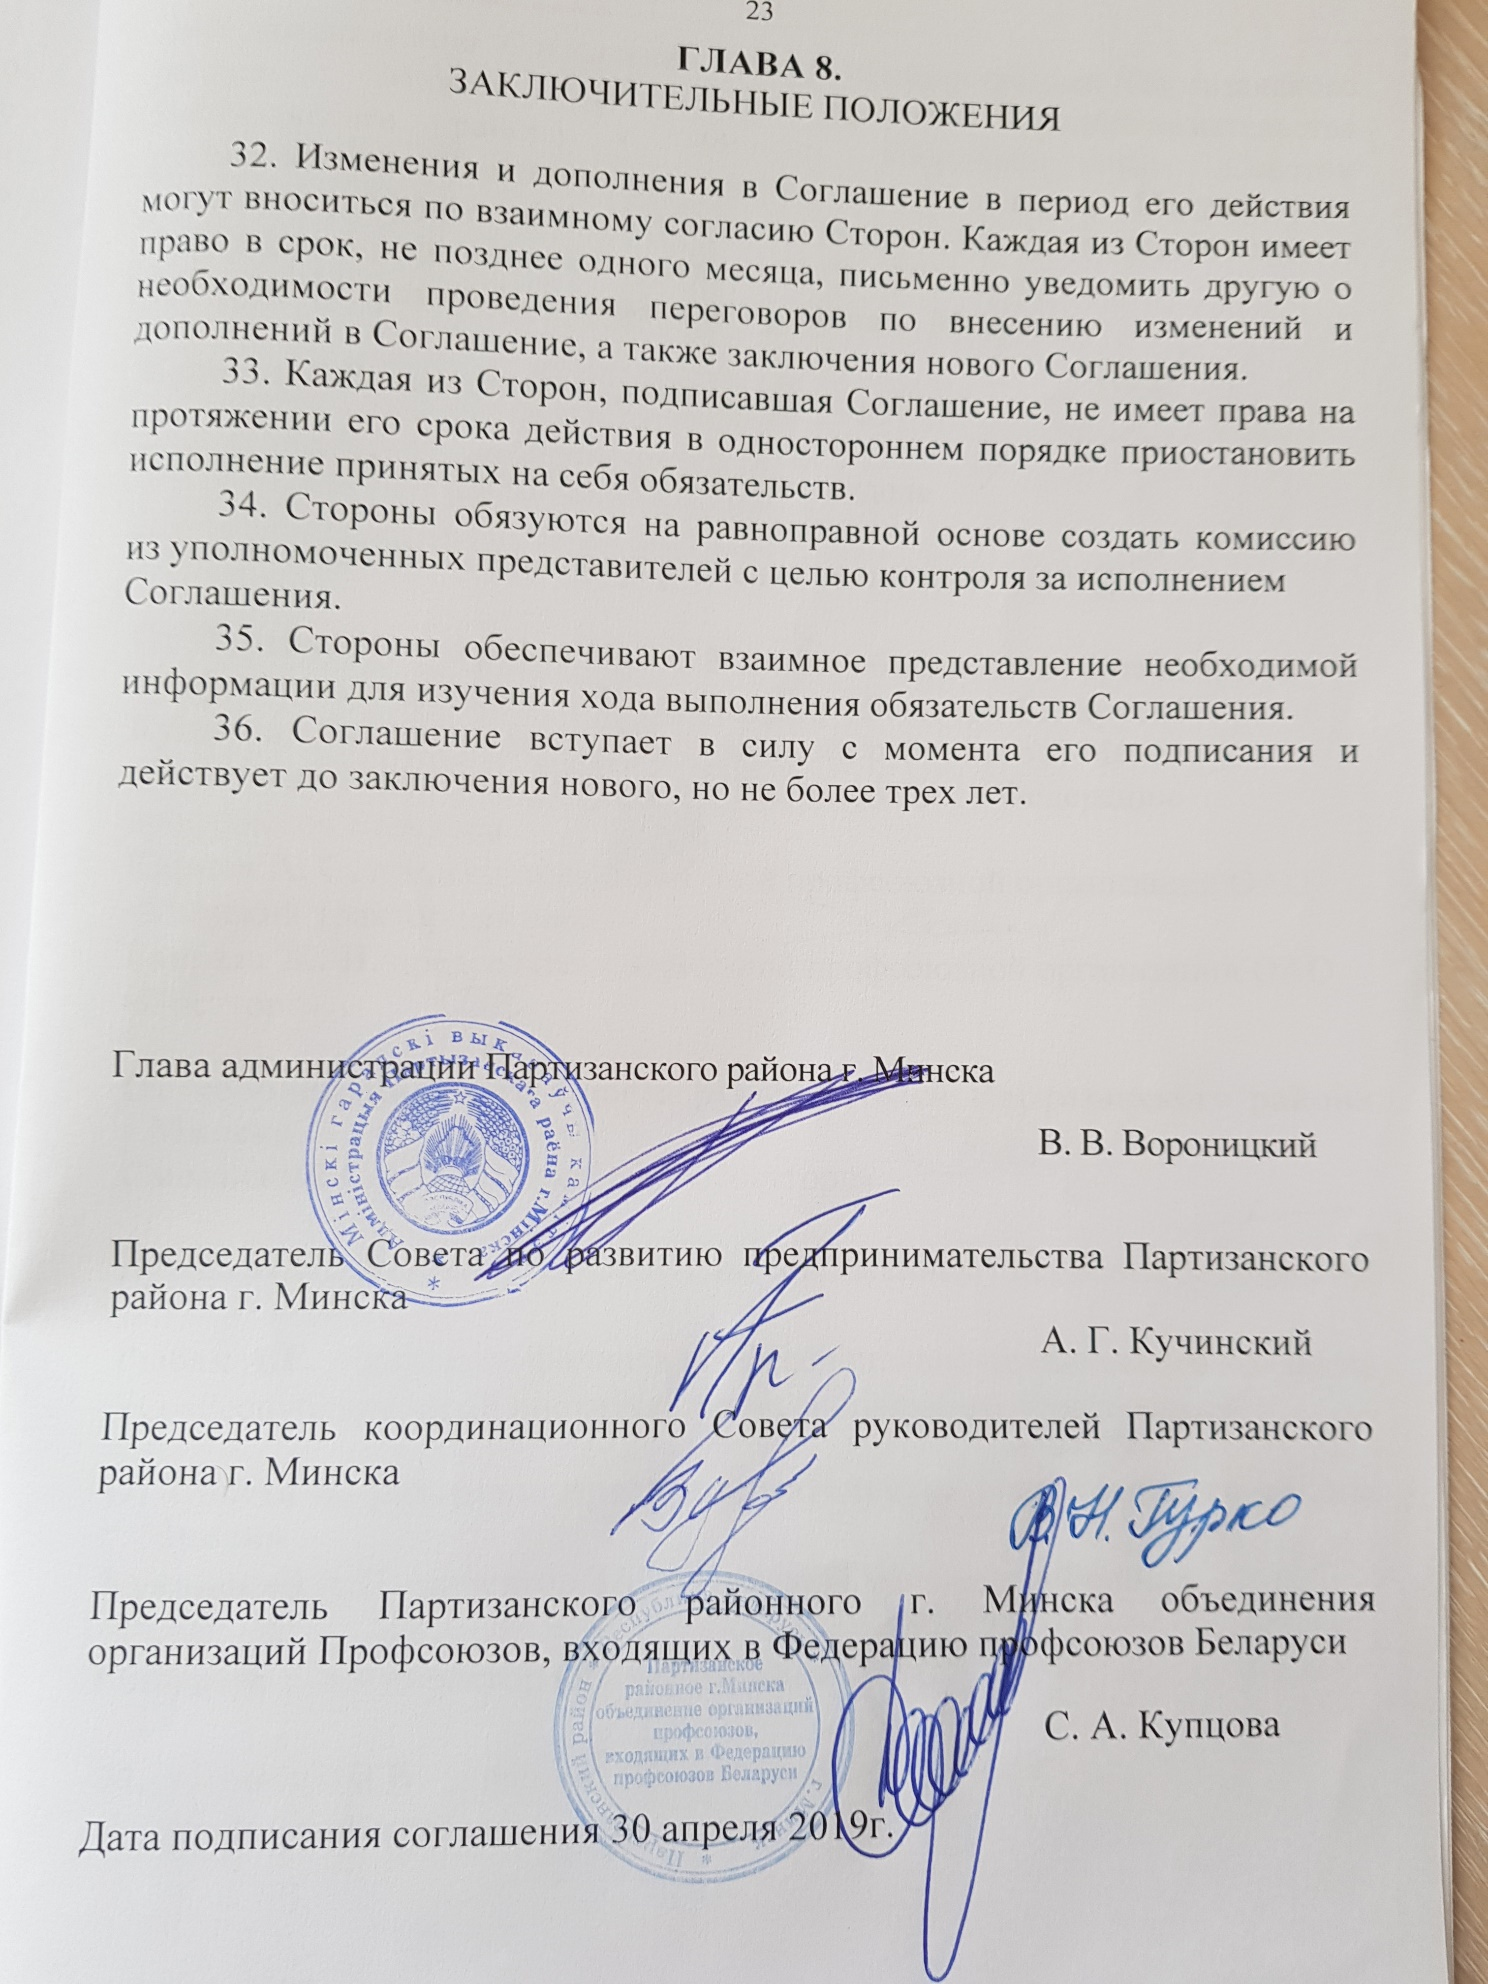 23
ГЛАВА 8.
ЗАКЛЮЧИТЕЛЬНЫЕ ПОЛОЖЕНИЯ
32. Изменения и дополнения в Соглашение в период его действия
могут вноситься по взаимному согласию Сторон. Каждая из Сторон имеет
право в срок, не позднее одного месяца, письменно уведомить другую о
необходимости проведения переговоров по внесению изменений и
дополнений в Соглашение, а также заключения нового Соглашения.
33. Каждая из Сторон, подписавшая Соглашение, не имеет права на
протяжении его срока действия в одностороннем порядке приостановить
исполнение принятых на себя обязательств.
34. Стороны обязуются на равноправной основе создать комиссию
из уполномоченных представителей с целью контроля за исполнением
Соглашения.
35. Стороны обеспечивают взаимное представление необходимой
информации для изучения хода выполнения обязательств Соглашения.
36. Соглашение вступает в силу с момента его подписания и
действует до заключения нового, но не более трех лет.
Глава администрации Партизанского района г. Минска
Мінскі гарадскі выканаўчы камітэт
Адміністрацыя Партызанскага раёна г.Мінска
В. В. Вороницкий
Председатель Совета по развитию предпринимательства Партизанского
района г. Минска
А. Г. Кучинский
Председатель координационного Совета руководителей Партизанского
района г. Минска
В. Н. Гурко
Председатель Партизанского районного г. Минска объединения
организаций Профсоюзов, входящих в Федерацию профсоюзов Беларуси
Партизанское
районное г.Минска
объединение организаций
профсоюзов,
входящих в Федерацию
профсоюзов Беларуси
С. А. Купцова
Дата подписания соглашения 30 апреля 2019г.